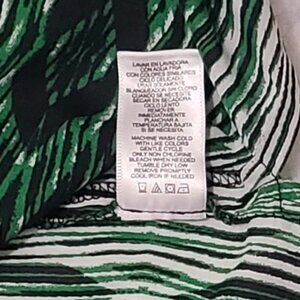 LAVAR EN LAVADORA
CON AGUA FRIA
CON COLORES SIMILARES
CICLO DELICADO
USAR SOLAMENTE
BLANQUEADOR SIN CLORO
CUANDO SE NECESITE
SECAR EN SECADORA
CICLO LENTO
REMOVER
INMEDIATAMENTE
PLANCHAR A
TEMPERATURA BAJITA
SI SE NECESITA
MACHINE WASH COLD
WITH LIKE COLORS
GENTLE CYCLE
ONLY NON CHLORINE
BLEACH WHEN NEEDED
TUMBLE DRY LOW
REMOVE PROMPTLY
COOL IRON IF NEEDED